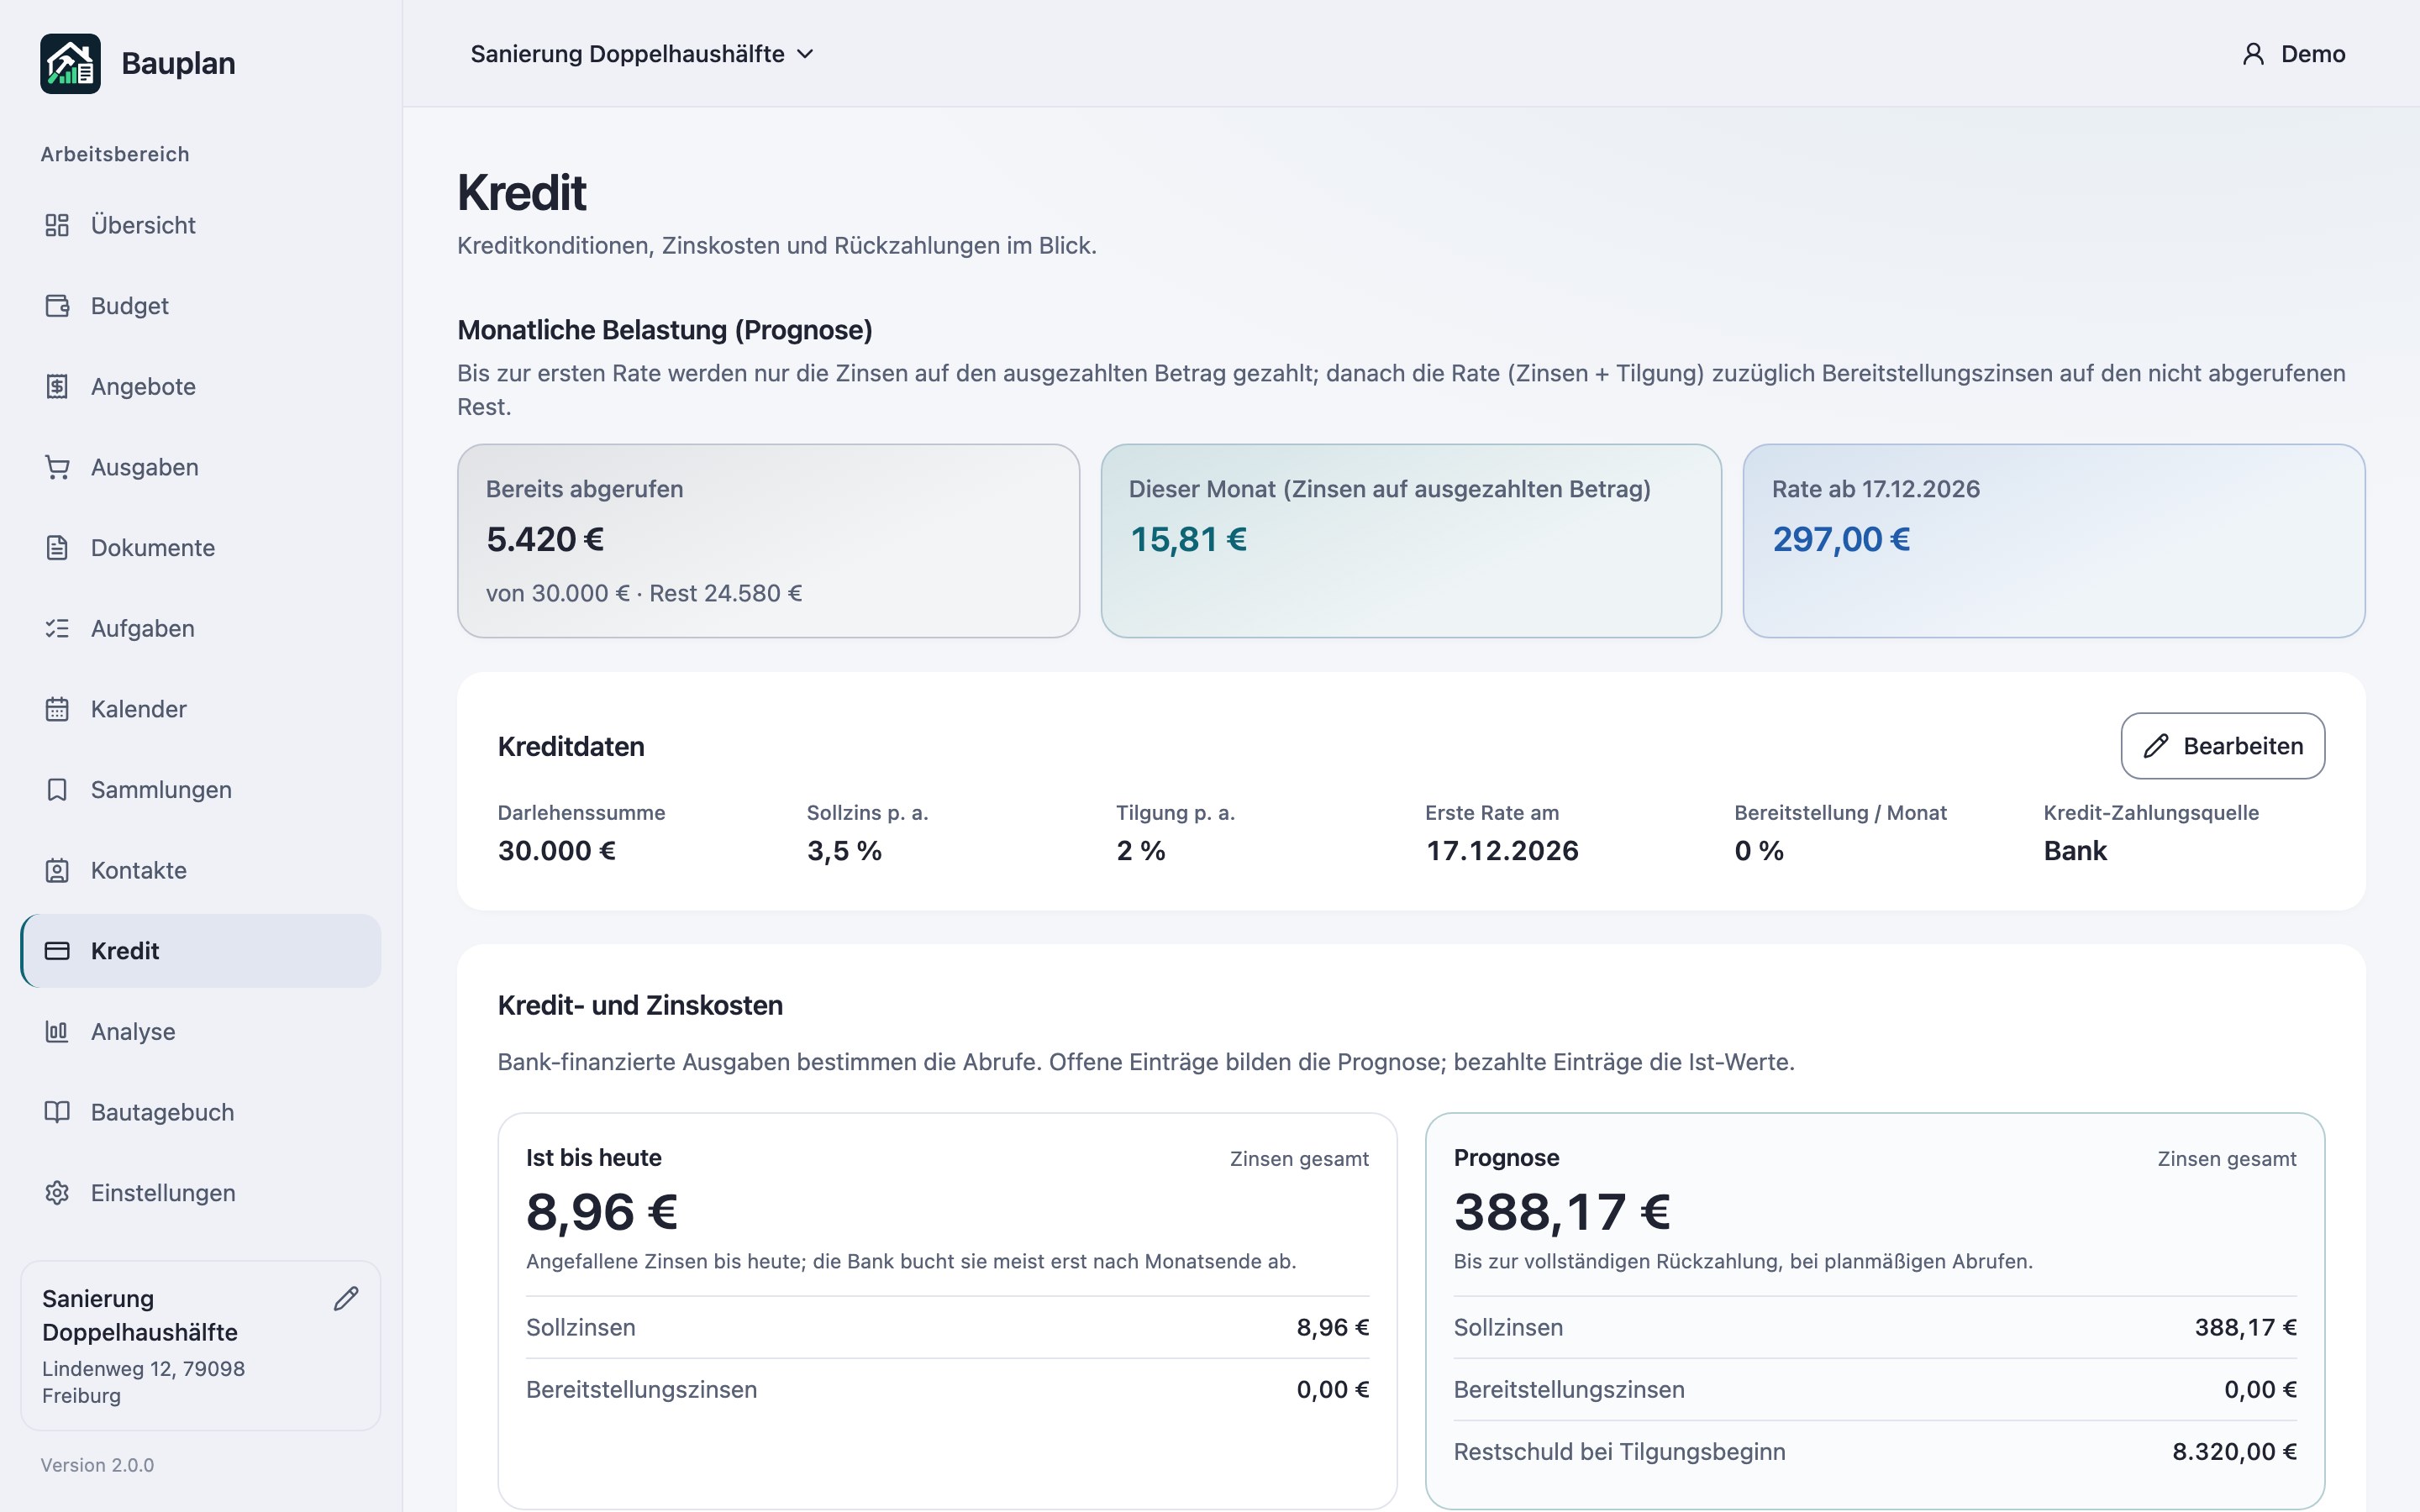 Bauplan
Arbeitsbereich
Übersicht
Budget
Angebote
Ausgaben
Dokumente
Aufgaben
Kalender
Sammlungen
Kontakte
Kredit
Analyse
Bautagebuch
Einstellungen
Sanierung
Doppelhaushälfte
Lindenweg 12, 79098
Freiburg
Version 2.0.0
Sanierung Doppelhaushälfte
Demo
Kredit
Kreditkonditionen, Zinskosten und Rückzahlungen im Blick.
Monatliche Belastung (Prognose)
Bis zur ersten Rate werden nur die Zinsen auf den ausgezahlten Betrag gezahlt; danach die Rate (Zinsen + Tilgung) zuzüglich Bereitstellungszinsen auf den nicht abgerufenen
Rest.
Bereits abgerufen
5.420 €
von 30.000 € · Rest 24.580 €
Dieser Monat (Zinsen auf ausgezahlten Betrag)
15,81 €
Rate ab 17.12.2026
297,00 €
Kreditdaten
Bearbeiten
Darlehenssumme
30.000 €
Sollzins p. a.
3,5 %
Tilgung p. a.
2 %
Erste Rate am
17.12.2026
Bereitstellung / Monat
0 %
Kredit-Zahlungsquelle
Bank
Kredit- und Zinskosten
Bank-finanzierte Ausgaben bestimmen die Abrufe. Offene Einträge bilden die Prognose; bezahlte Einträge die Ist-Werte.
Ist bis heute
Zinsen gesamt
8,96 €
Angefallene Zinsen bis heute; die Bank bucht sie meist erst nach Monatsende ab.
Sollzinsen 8,96 €
Bereitstellungszinsen 0,00 €
Prognose
Zinsen gesamt
388,17 €
Bis zur vollständigen Rückzahlung, bei planmäßigen Abrufen.
Sollzinsen 388,17 €
Bereitstellungszinsen 0,00 €
Restschuld bei Tilgungsbeginn 8.320,00 €